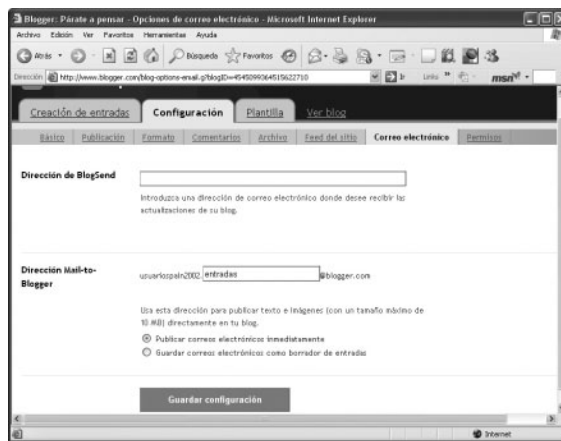 Blogger: Párate a pensar - Opciones de correo electrónico - Microsoft Internet Explorer
Archivo Edición Ver Favoritos Herramientas Ayuda
Atrás Búsqueda Favoritos
Dirección http://www.blogger.com/blog-options-email.g?blogID=4545099364515622710 Ir Links » msn
Creación de entradas Configuración Plantilla Ver blog
Básico Publicación Formato Comentarios Archivo Feed del sitio Correo electrónico Permisos
Dirección de BlogSend
Introduzca una dirección de correo electrónico donde desee recibir las
actualizaciones de su blog.
Dirección Mail-to-
Blogger
usuariospain2002. entradas @blogger.com
Usa esta dirección para publicar texto e imágenes (con un tamaño máximo de
10 MB) directamente en tu blog.
Publicar correos electrónicos inmediatamente
Guardar correos electrónicos como borrador de entradas
Guardar configuración
Internet